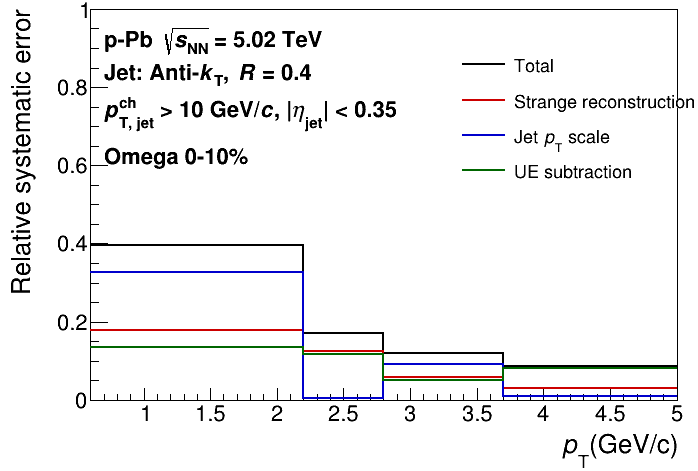 p-Pb √sNN = 5.02 TeV
Jet: Anti-kT, R = 0.4
p ch T, jet > 10 GeV/c, |ηjet| < 0.35
Omega 0-10%
Total
Strange reconstruction
Jet pT scale
UE subtraction
Relative systematic error
1
0.8
0.6
0.4
0.2
0
1 1.5 2 2.5 3 3.5 4 4.5 5
pT(GeV/c)